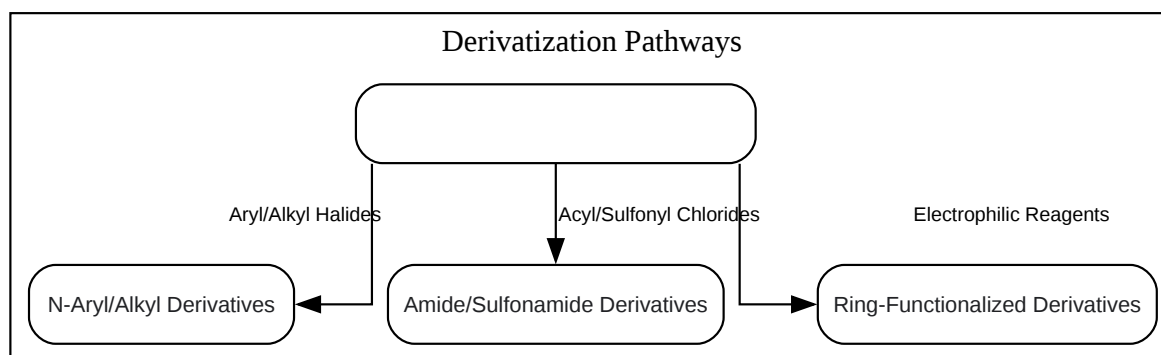 Derivatization Pathways
Aryl/Alkyl Halides
Acyl/Sulfonyl Chlorides
Electrophilic Reagents
N-Aryl/Alkyl Derivatives
Amide/Sulfonamide Derivatives
Ring-Functionalized Derivatives